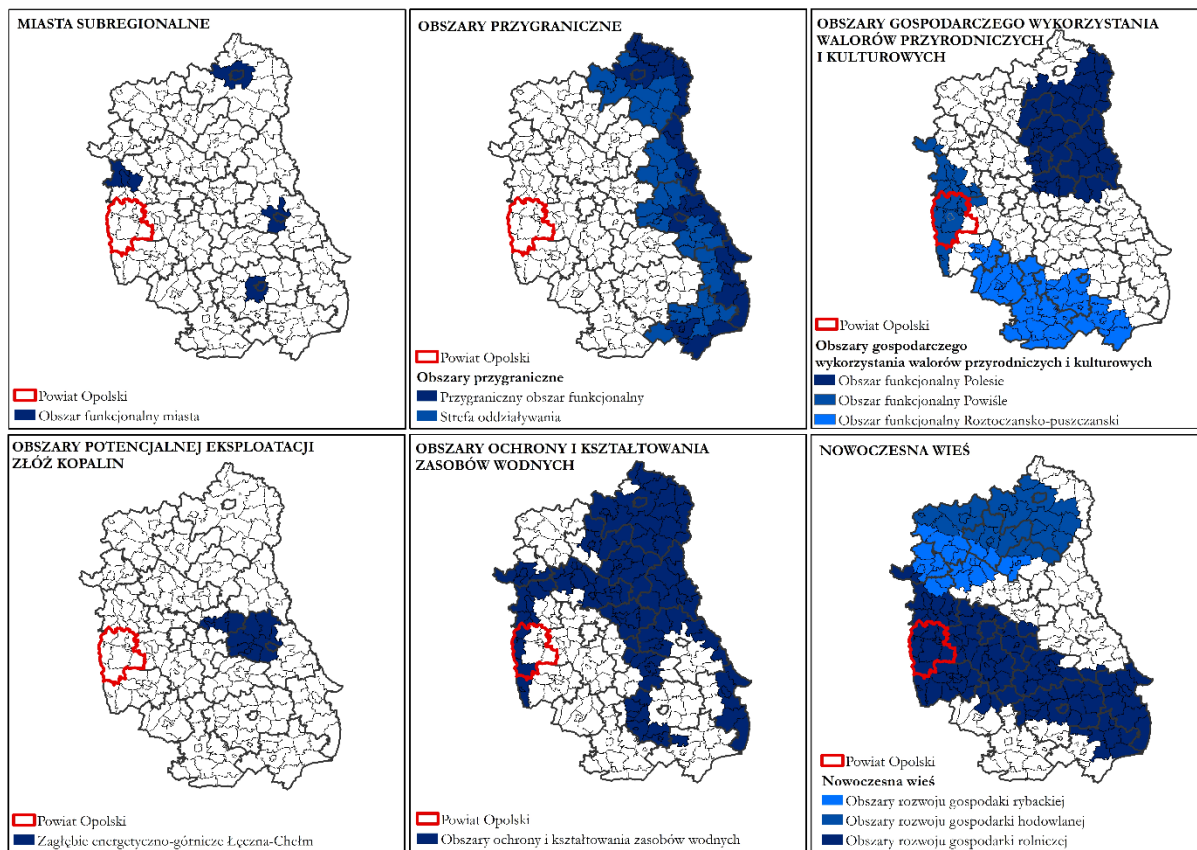 MIASTA SUBREGIONALNE
Powiat Opolski
Obszar funkcjonalny miasta
OBSZARY PRZYGRANICZNE
Powiat Opolski
Obszary przygraniczne
Przygraniczny obszar funkcjonalny
Strefa oddziaływania
OBSZARY GOSPODARCZEGO WYKORZYSTANIA
WALORÓW PRZYRODNICZYCH
I KULTUROWYCH
Powiat Opolski
Obszary gospodarczego
wykorzystania walorów przyrodniczych i kulturowych
Obszar funkcjonalny Polesie
Obszar funkcjonalny Powiśle
Obszar funkcjonalny Roztoczansko-puszczanski
OBSZARY POTENCJALNEJ EKSPLOATACJI
ZŁÓŻ KOPALIN
Powiat Opolski
Zagłębie energetyczno-górnicze Łęczna-Chełm
OBSZARY OCHRONY I KSZTAŁTOWANIA
ZASOBÓW WODNYCH
Powiat Opolski
Obszary ochrony i kształtowania zasobów wodnych
NOWOCZESNA WIEŚ
Powiat Opolski
Nowoczesna wieś
Obszary rozwoju gospodaki rybackiej
Obszary rozwoju gospodarki hodowlanej
Obszary rozwoju gospodarki rolniczej